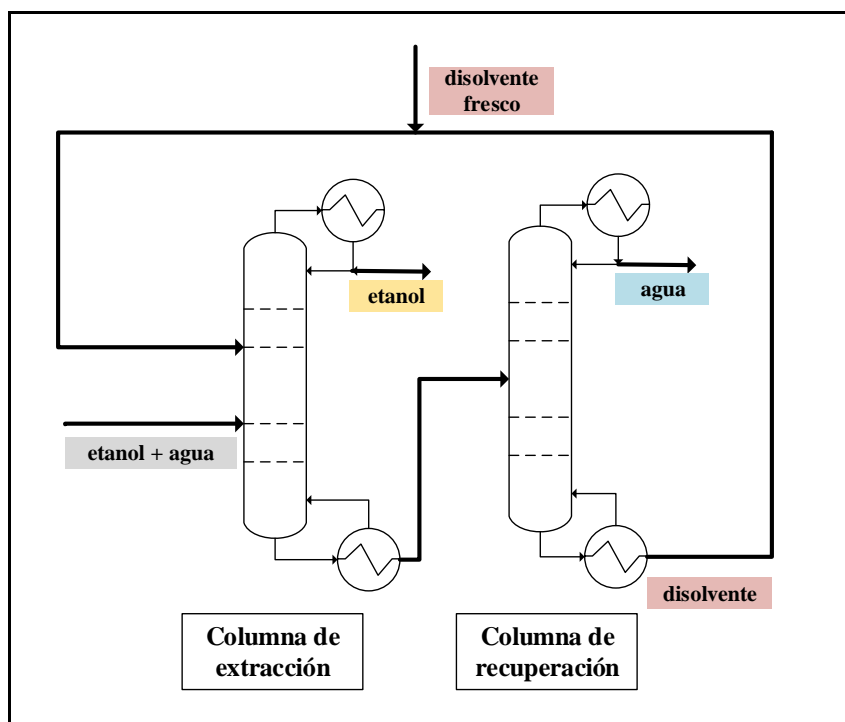 disolvente
fresco
etanol
agua
etanol + agua
disolvente
Columna de
extracción
Columna de
recuperación